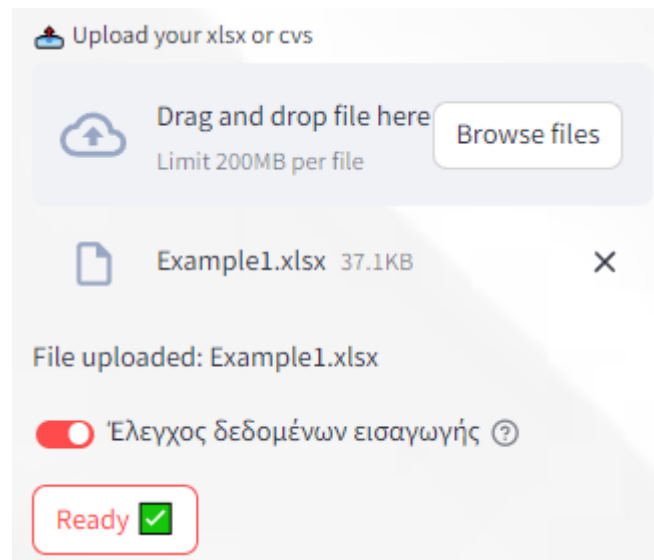 Upload your xlsx or cvs
Drag and drop file here
Limit 200MB per file
Browse files
Example1.xlsx 37.1KB
File uploaded: Example1.xlsx
Έλεγχος δεδομένων εισαγωγής
Ready